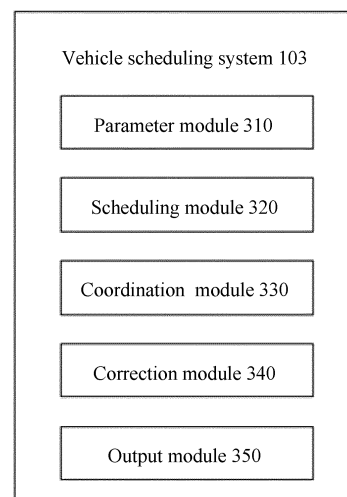 Vehicle scheduling system 103
Parameter module 310
Scheduling module 320
Coordination module 330
Correction module 340
Output module 350